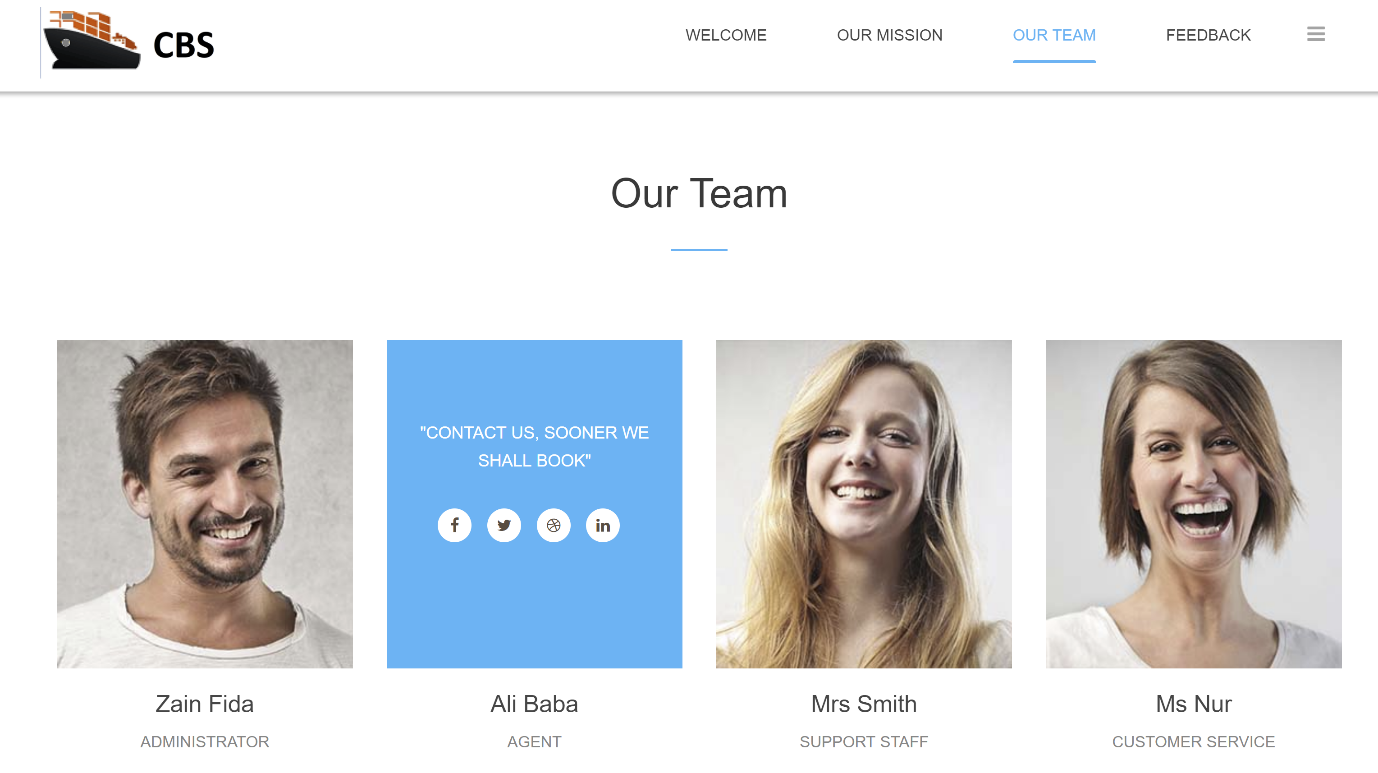 CBS
WELCOME
OUR MISSION
OUR TEAM
FEEDBACK
Our Team
"CONTACT US, SOONER WE
SHALL BOOK"
Zain Fida
ADMINISTRATOR
Ali Baba
AGENT
Mrs Smith
SUPPORT STAFF
Ms Nur
CUSTOMER SERVICE